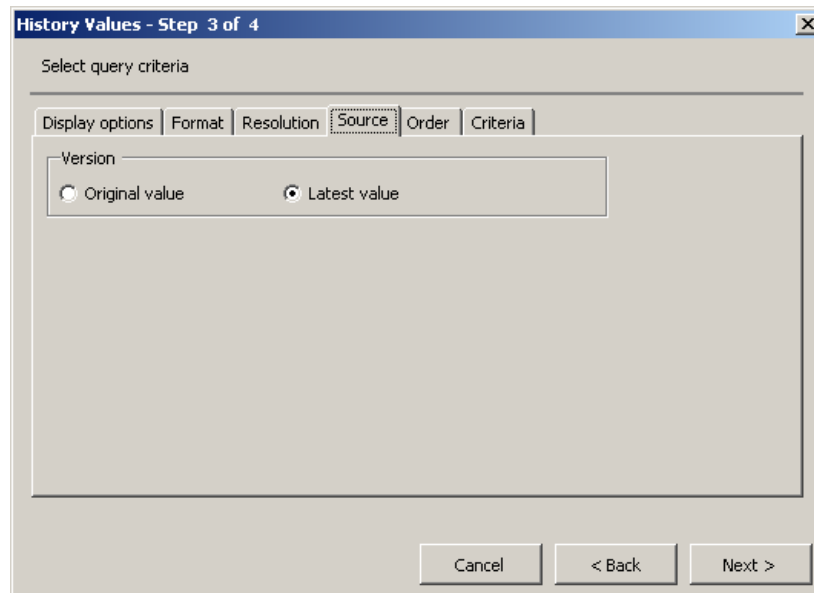 History Values - Step 3 of 4
Select query criteria
Display options Format Resolution Source Order Criteria
Version
Original value Latest value
Cancel < Back Next >